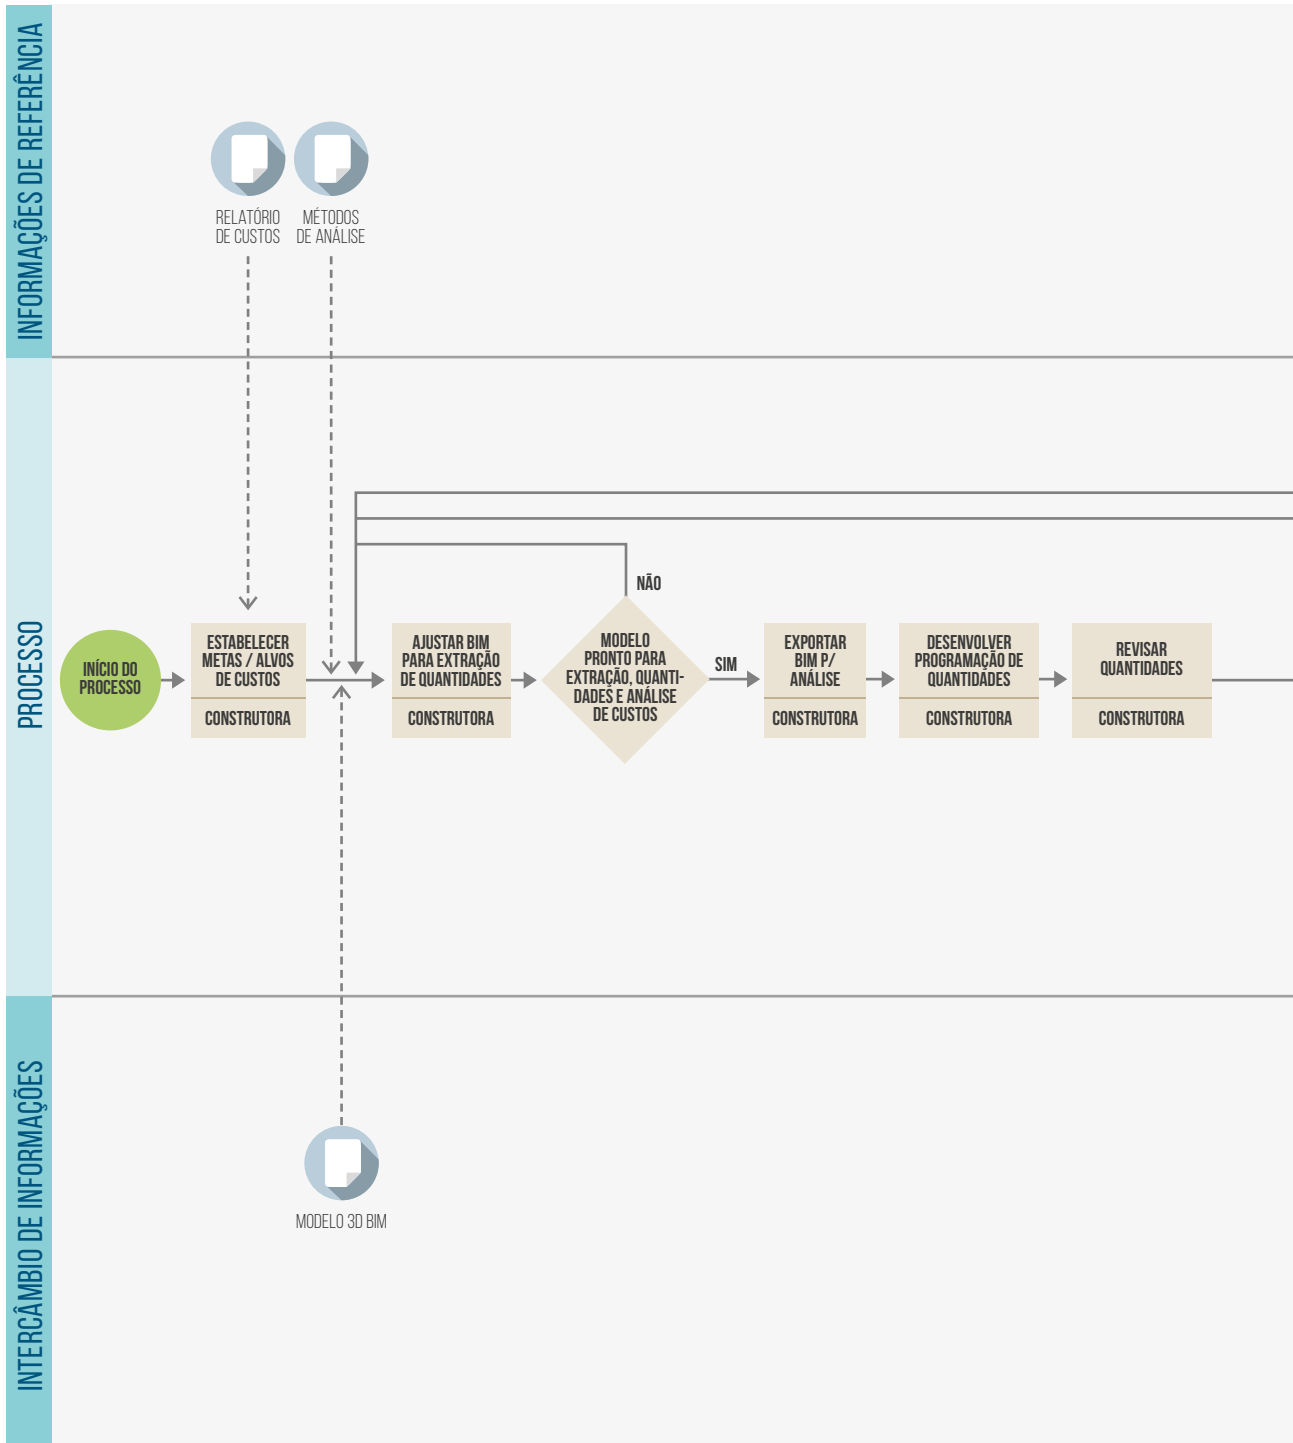 INFORMAÇÕES DE REFERÊNCIA
RELATÓRIO
DE CUSTOS
MÉTODOS
DE ANÁLISE
PROCESSO
INÍCIO DO
PROCESSO
ESTABELECER
METAS / ALVOS
DE CUSTOS
CONSTRUTORA
AJUSTAR BIM
PARA EXTRAÇÃO
DE QUANTIDADES
CONSTRUTORA
NÃO
MODELO
PRONTO PARA
EXTRAÇÃO, QUANTI-
DADES E ANÁLISE
DE CUSTOS
SIM
EXPORTAR
BIM P/
ANÁLISE
CONSTRUTORA
DESENVOLVER
PROGRAMAÇÃO DE
QUANTIDADES
CONSTRUTORA
REVISAR
QUANTIDADES
CONSTRUTORA
INTERCÂMBIO DE INFORMAÇÕES
MODELO 3D BIM